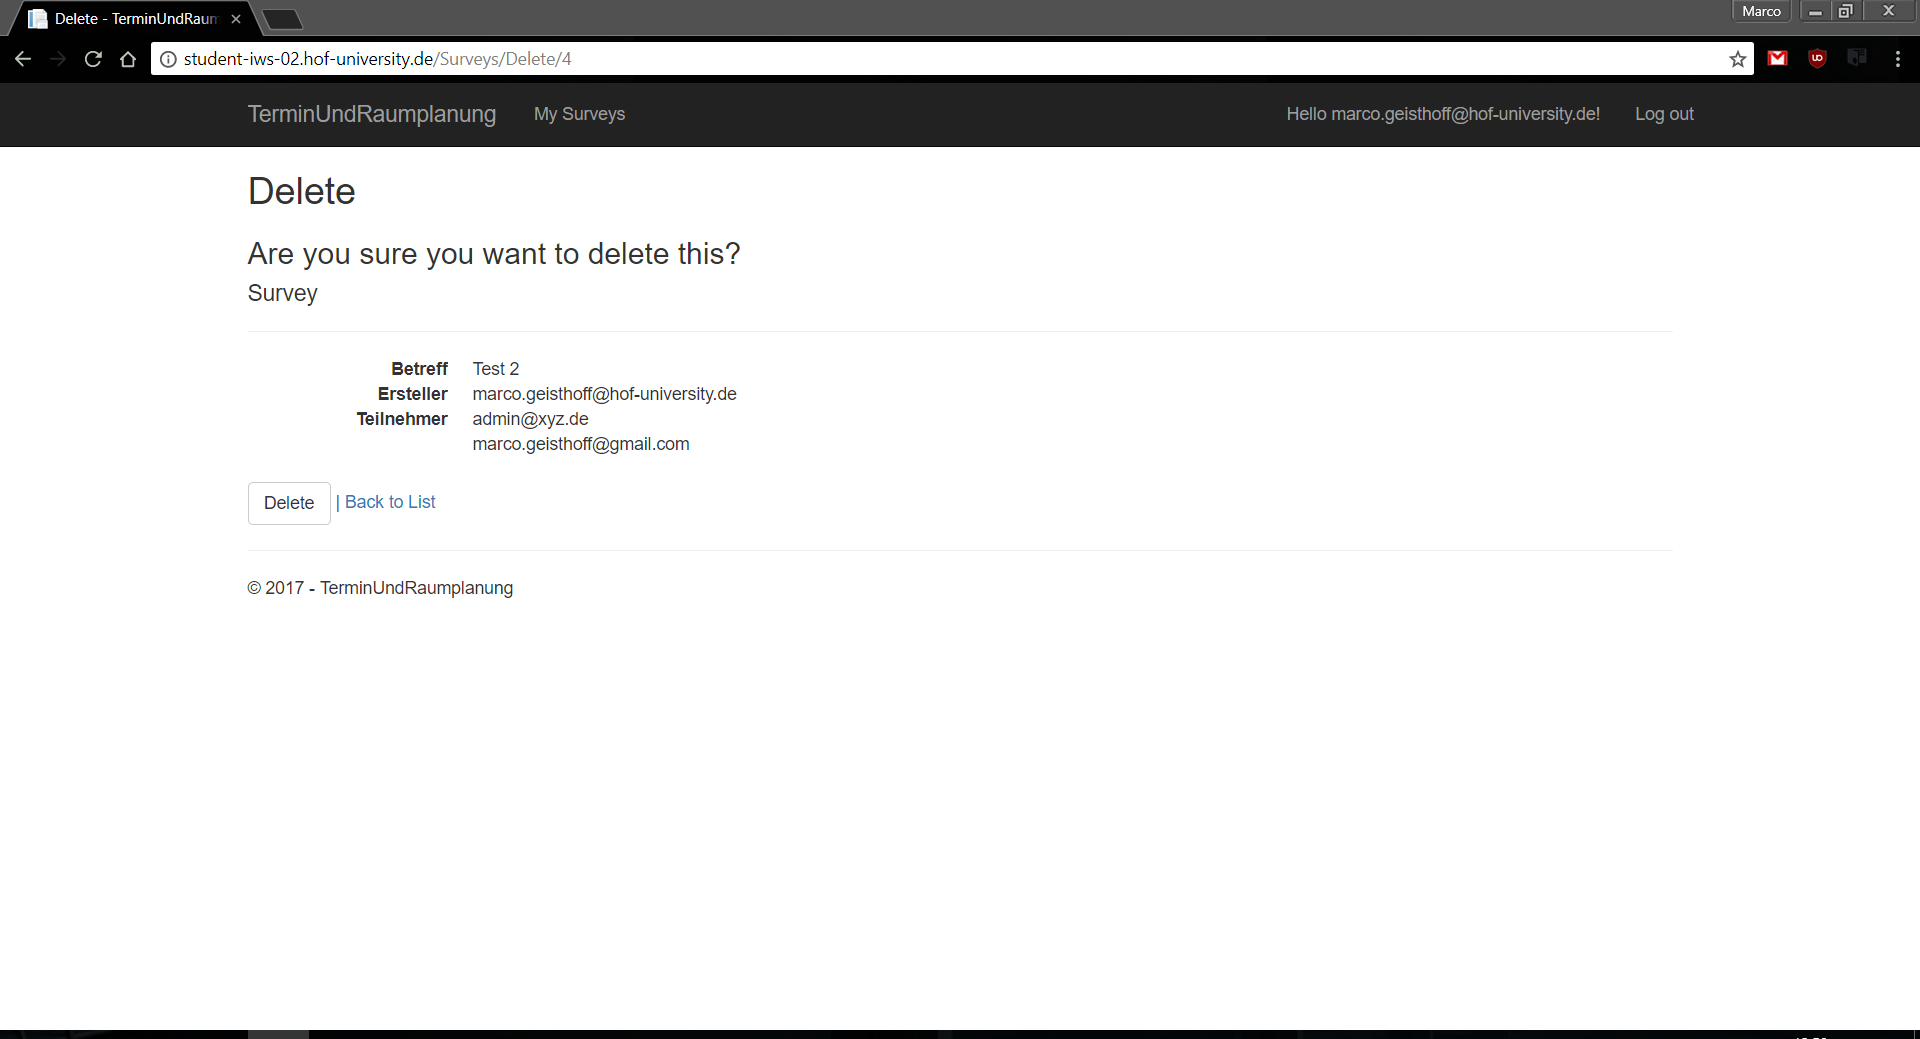 Delete - TerminUndRaum
Marco
student-iws-02.hof-university.de/Surveys/Delete/4
TerminUndRaumplanung My Surveys Hello marco.geisthoff@hof-university.de! Log out
Delete
Are you sure you want to delete this?
Survey
Betreff Test 2
Ersteller marco.geisthoff@hof-university.de
Teilnehmer admin@xyz.de
marco.geisthoff@gmail.com
Delete | Back to List
© 2017 - TerminUndRaumplanung